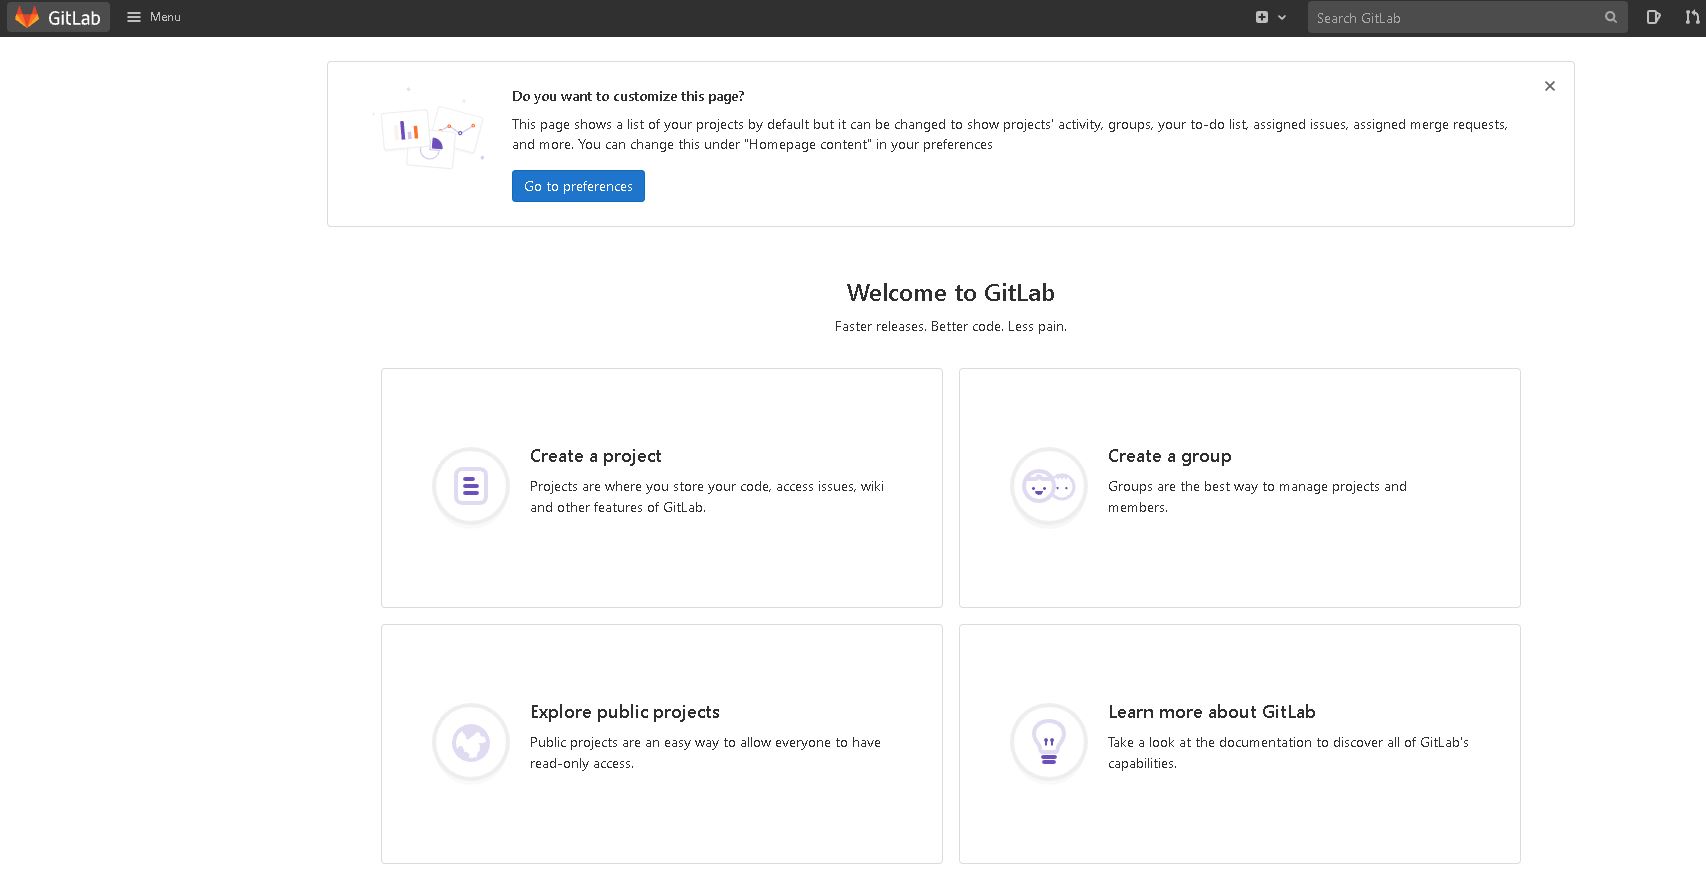 GitLab
Menu
Search GitLab
Do you want to customize this page?
This page shows a list of your projects by default but it can be changed to show projects' activity, groups, your to-do list, assigned issues, assigned merge requests,
and more. You can change this under "Homepage content" in your preferences
Go to preferences
Welcome to GitLab
Faster releases. Better code. Less pain.
Create a project
Projects are where you store your code, access issues, wiki
and other features of GitLab.
Create a group
Groups are the best way to manage projects and
members.
Explore public projects
Public projects are an easy way to allow everyone to have
read-only access.
Learn more about GitLab
Take a look at the documentation to discover all of GitLab's
capabilities.